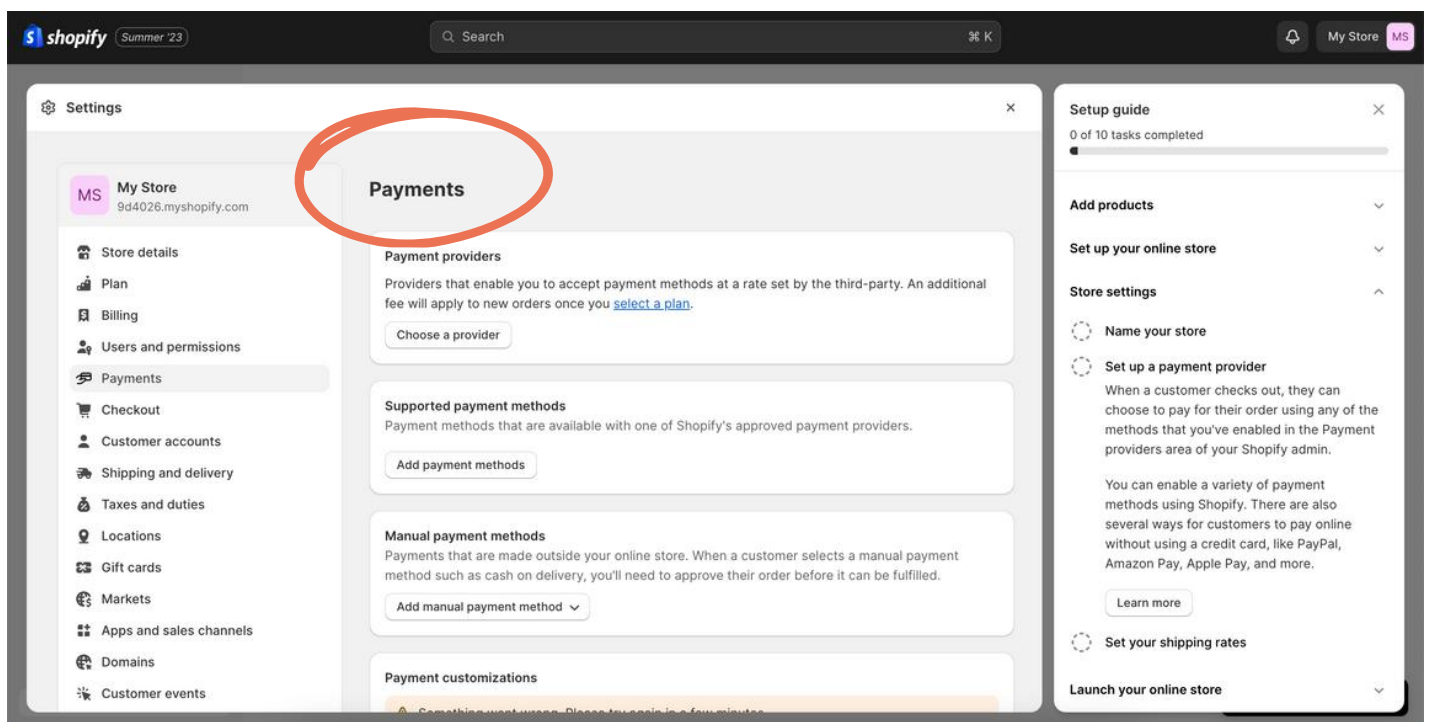 shopify Summer '23
Search ⌘ K
My Store MS
Settings
MS My Store
9d4026.myshopify.com
Store details
Plan
Billing
Users and permissions
Payments
Checkout
Customer accounts
Shipping and delivery
Taxes and duties
Locations
Gift cards
Markets
Apps and sales channels
Domains
Customer events
Payments
Payment providers
Providers that enable you to accept payment methods at a rate set by the third-party. An additional
fee will apply to new orders once you select a plan.
Choose a provider
Supported payment methods
Payment methods that are available with one of Shopify's approved payment providers.
Add payment methods
Manual payment methods
Payments that are made outside your online store. When a customer selects a manual payment
method such as cash on delivery, you'll need to approve their order before it can be fulfilled.
Add manual payment method
Payment customizations
Something went wrong. Please try again in a few minutes.
Setup guide
0 of 10 tasks completed
Add products
Set up your online store
Store settings
Name your store
Set up a payment provider
When a customer checks out, they can
choose to pay for their order using any of the
methods that you've enabled in the Payment
providers area of your Shopify admin.
You can enable a variety of payment
methods using Shopify. There are also
several ways for customers to pay online
without using a credit card, like PayPal,
Amazon Pay, Apple Pay, and more.
Learn more
Set your shipping rates
Launch your online store